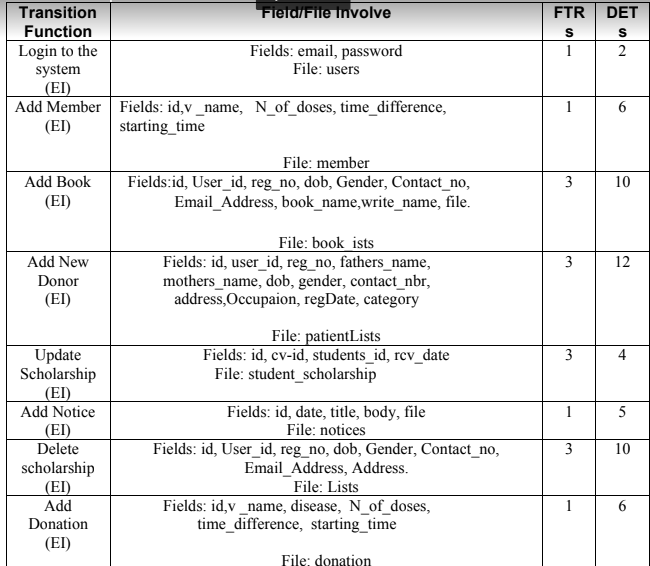 Transition Function Field/File Involve FTR s DET s
Login to the system (EI) Fields: email, password File: users 1 2
Add Member (EI) Fields: id,v _name, N_of_doses, time_difference, starting_time File: member 1 6
Add Book (EI) Fields:id, User_id, reg_no, dob, Gender, Contact_no, Email_Address, book_name,write_name, file. File: book_ists 3 10
Add New Donor (EI) Fields: id, user_id, reg_no, fathers_name, mothers_name, dob, gender, contact_nbr, address,Occupaion, regDate, category File: patientLists 3 12
Update Scholarship (EI) Fields: id, cv-id, students_id, rcv_date File: student_scholarship 3 4
Add Notice (EI) Fields: id, date, title, body, file File: notices 1 5
Delete scholarship (EI) Fields: id, User_id, reg_no, dob, Gender, Contact_no, Email_Address, Address. File: Lists 3 10
Add Donation (EI) Fields: id,v _name, disease, N_of_doses, time_difference, starting_time File: donation 1 6